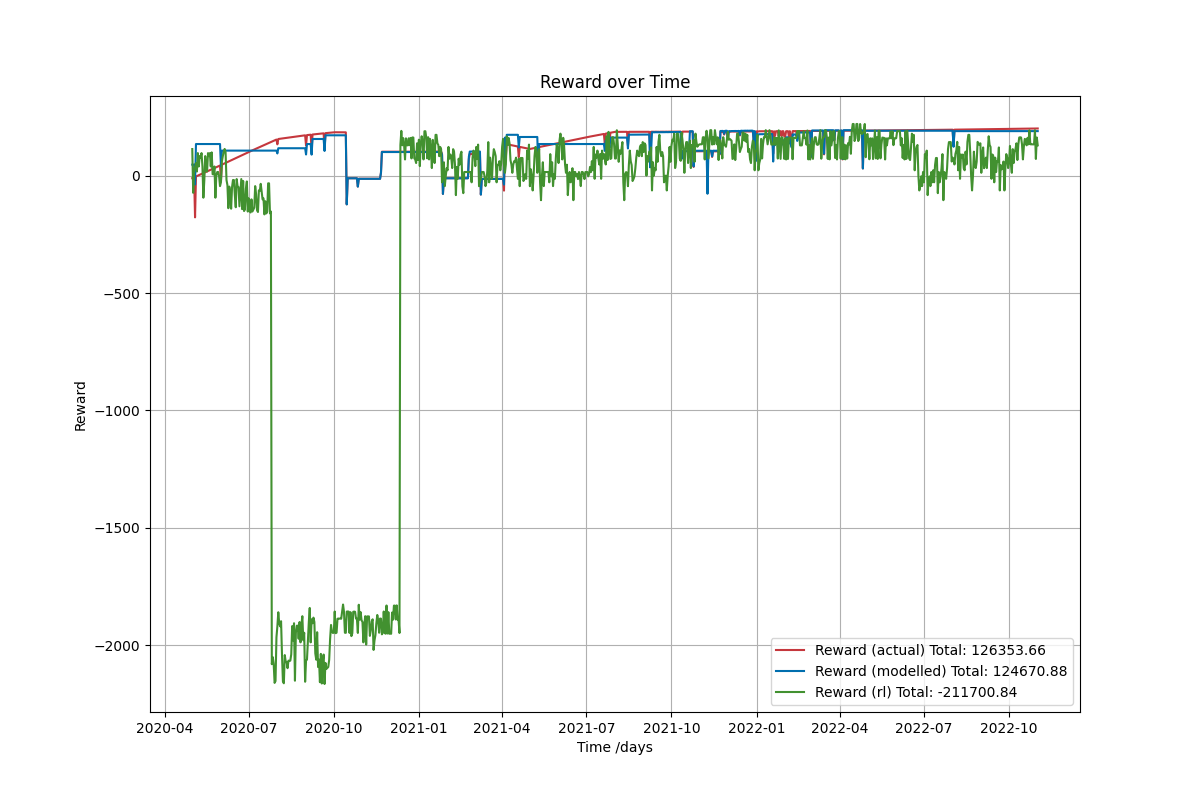 Reward over Time
Reward
0
−500
−1000
−1500
−2000
Reward (actual) Total: 126353.66
Reward (modelled) Total: 124670.88
Reward (rl) Total: -211700.84
2020-04 2020-07 2020-10 2021-01 2021-04 2021-07 2021-10 2022-01 2022-04 2022-07 2022-10
Time /days